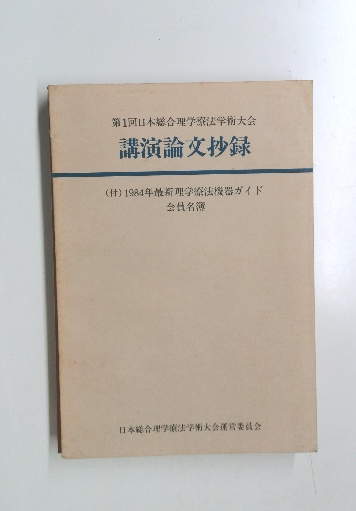 第1回日本総合理学療法学術大会
講演論文抄録
(付)1984年最新理学療法機器ガイド
会員名簿
日本総合理学療法学術大会運営委員会